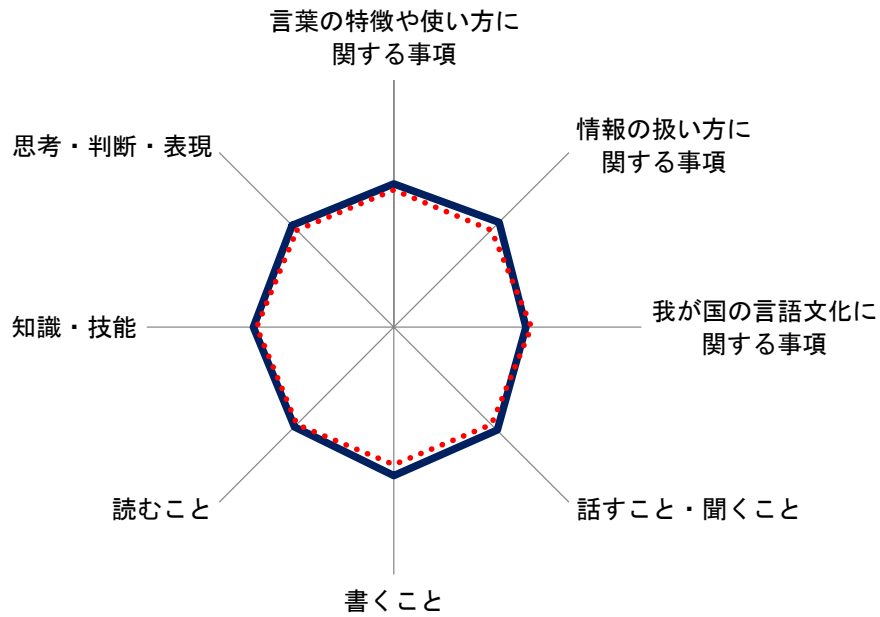 言葉の特徴や使い方に
関する事項
情報の扱い方に
関する事項
我が国の言語文化に
関する事項
話すこと・聞くこと
書くこと
読むこと
知識・技能
思考・判断・表現